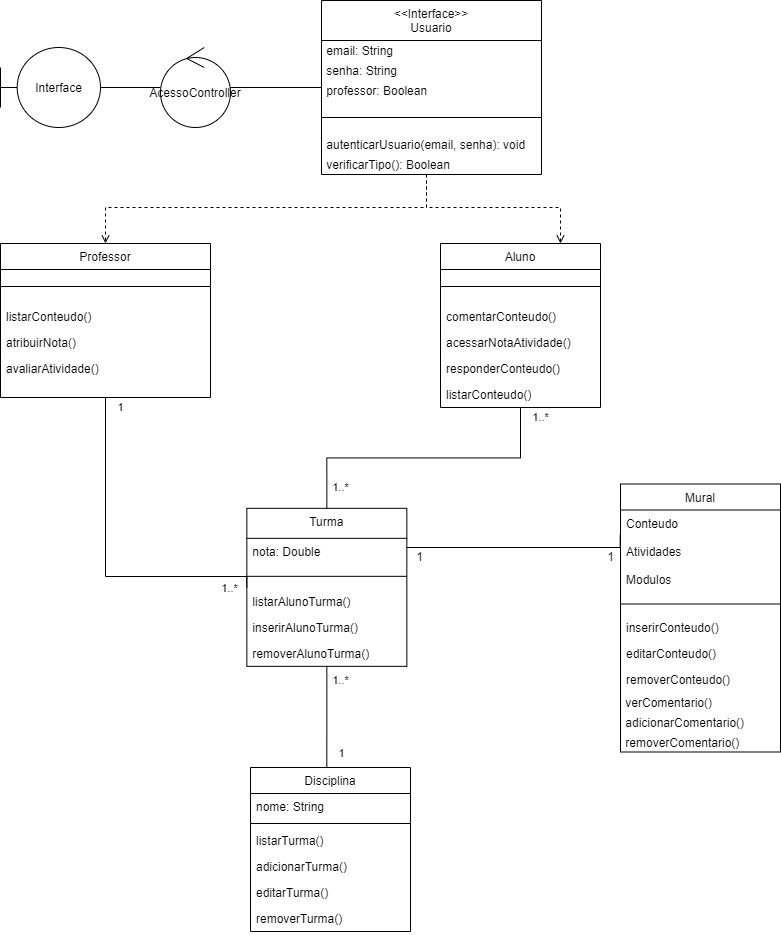 <<Interface>>
Usuario
email: String
senha: String
professor: Boolean
autenticarUsuario(email, senha): void
verificarTipo(): Boolean
Interface
AcessoController
Professor
listarConteudo()
atribuirNota()
avaliarAtividade()
1
Aluno
comentarConteudo()
acessarNotaAtividade()
responderConteudo()
listarConteudo()
1..*
1..*
Turma
nota: Double
listarAlunoTurma()
inserirAlunoTurma()
removerAlunoTurma()
1..*
1
1
Mural
Conteudo
Atividades
Modulos
inserirConteudo()
editarConteudo()
removerConteudo()
verComentario()
adicionarComentario()
removerComentario()
1..*
1
Disciplina
nome: String
listarTurma()
adicionarTurma()
editarTurma()
removerTurma()